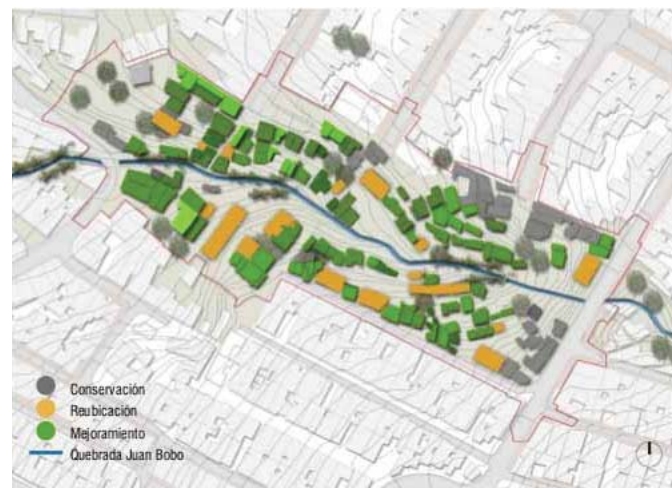 Conservación
Reubicación
Mejoramiento
Quebrada Juan Bobo